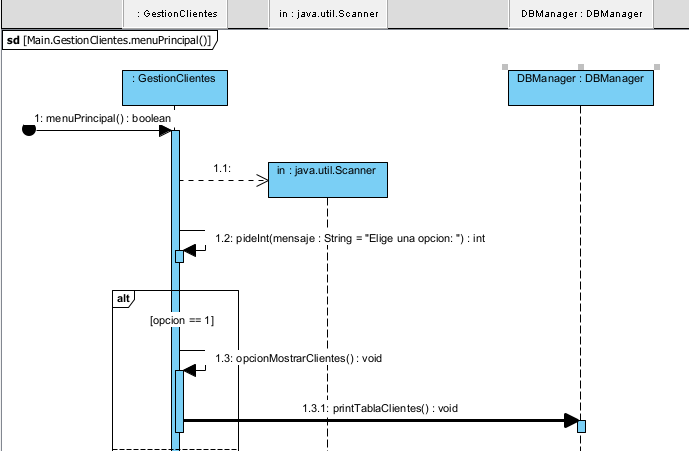 : GestionClientes
in : java.util.Scanner
DBManager : DBManager
sd [Main.GestionClientes.menuPrincipal()]
: GestionClientes
DBManager : DBManager
1: menuPrincipal() : boolean
1.1:
in : java.util.Scanner
1.2: pideInt(mensaje : String = "Elige una opcion: ") : int
alt
[opcion == 1]
1.3: opcionMostrarClientes() : void
1.3.1: printTablaClientes() : void